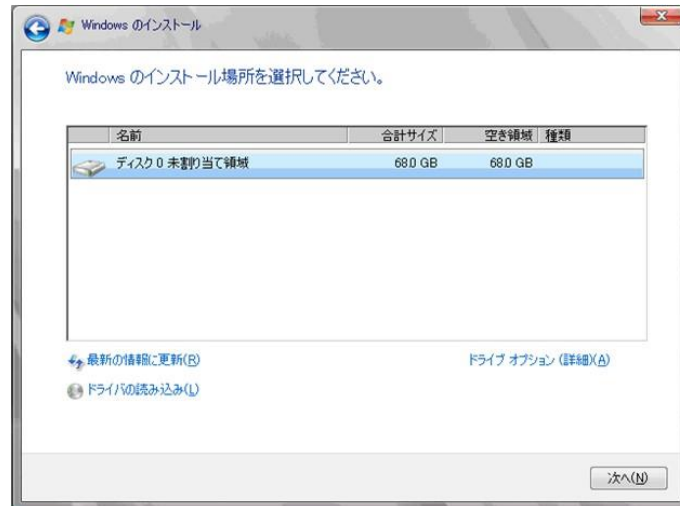 Windows のインストール
Windows のインストール場所を選択してください。
名前 合計サイズ 空き領域 種類
ディスク 0 未割り当て領域 68.0 GB 68.0 GB
最新の情報に更新(R) ドライブ オプション (詳細)(A)
ドライバの読み込み(L)
次へ(N)